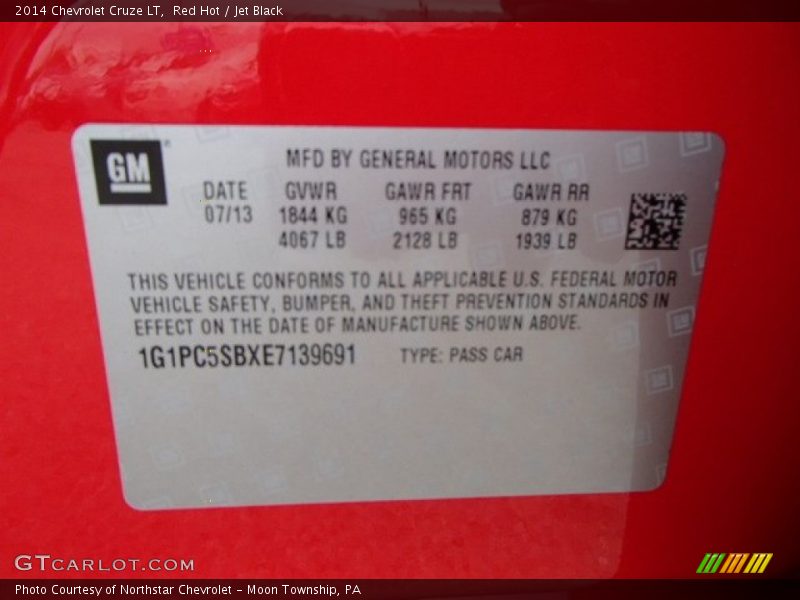 2014 Chevrolet Cruze LT,  Red Hot / Jet Black
GM
MFD BY GENERAL MOTORS LLC
DATE GVWR GAWR FRT GAWR RR
07/13 1844 KG 965 KG 879 KG
4067 LB 2128 LB 1939 LB
THIS VEHICLE CONFORMS TO ALL APPLICABLE U.S. FEDERAL MOTOR
VEHICLE SAFETY, BUMPER, AND THEFT PREVENTION STANDARDS IN
EFFECT ON THE DATE OF MANUFACTURE SHOWN ABOVE.
1G1PC5SBXE7139691 TYPE: PASS CAR
GTCARLOT.COM
Photo Courtesy of Northstar Chevrolet - Moon Township, PA